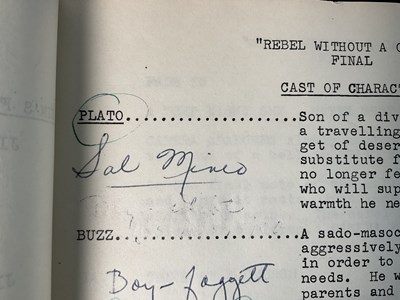 "REBEL WITHOUT A C
FINAL
CAST OF CHARAC
PLATO....................Son of a div
a travelling
get of deser
Sal Mineo
substitute f
no longer fe
who will sup
warmth he ne
BUZZ.....................A sado-masoc
aggressively
in order to
needs. He w
parents and